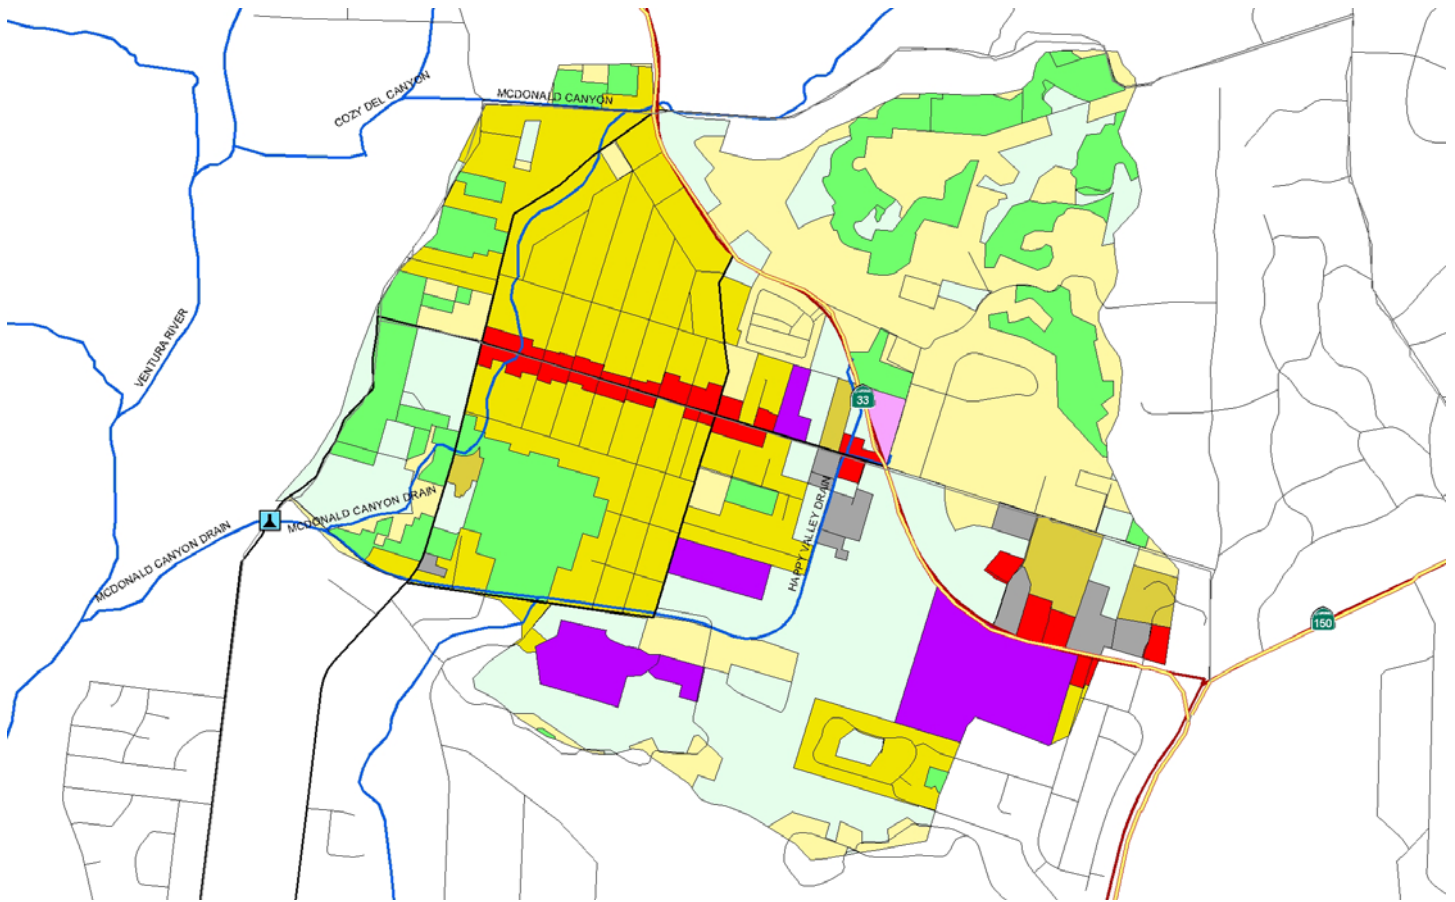 COZY DEL CANYON
MCDONALD CANYON
VENTURA RIVER
33
MCDONALD CANYON DRAIN
MCDONALD CANYON DRAIN
HAPPY VALLEY DRAIN
150